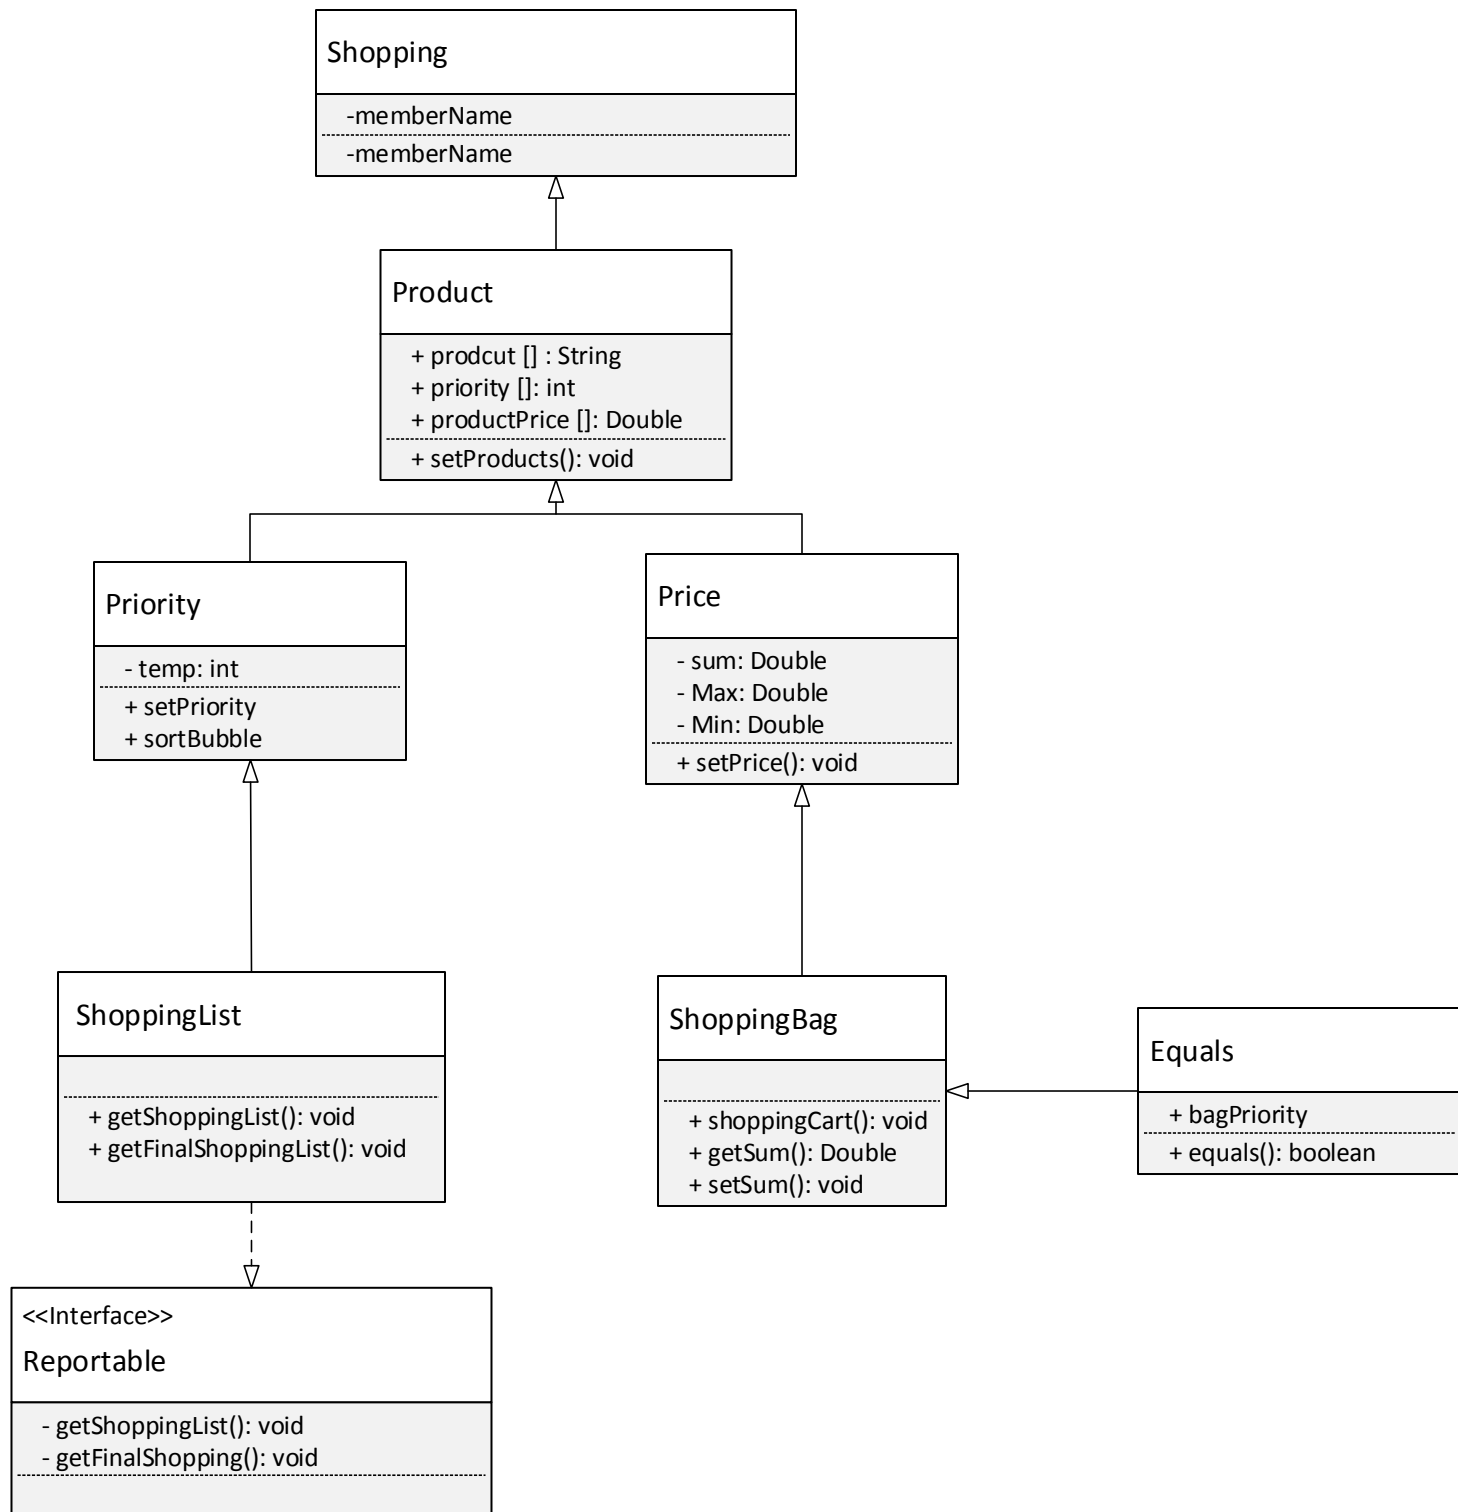 Shopping
-memberName
-memberName
Product
+ prodcut [] : String
+ priority []: int
+ productPrice []: Double
+ setProducts(): void
Priority
- temp: int
+ setPriority
+ sortBubble
Price
- sum: Double
- Max: Double
- Min: Double
+ setPrice(): void
ShoppingList
+ getShoppingList(): void
+ getFinalShoppingList(): void
ShoppingBag
+ shoppingCart(): void
+ getSum(): Double
+ setSum(): void
Equals
+ bagPriority
+ equals(): boolean
<<Interface>>
Reportable
- getShoppingList(): void
- getFinalShopping(): void